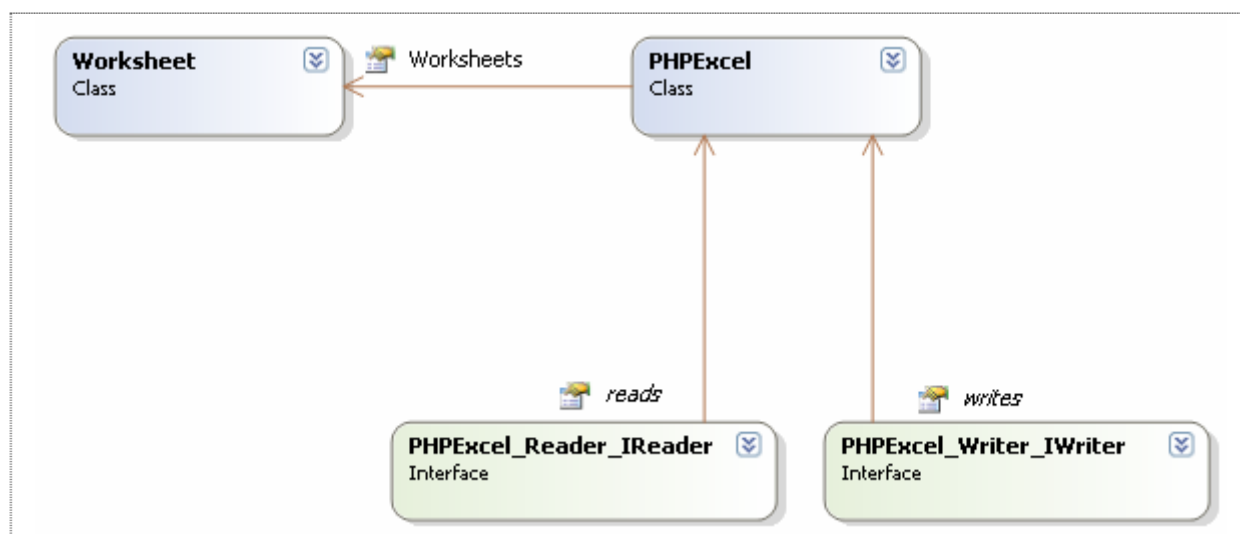 Worksheet
Class
Worksheets
PHPExcel
Class
reads
PHPExcel_Reader_IReader
Interface
writes
PHPExcel_Writer_IWriter
Interface